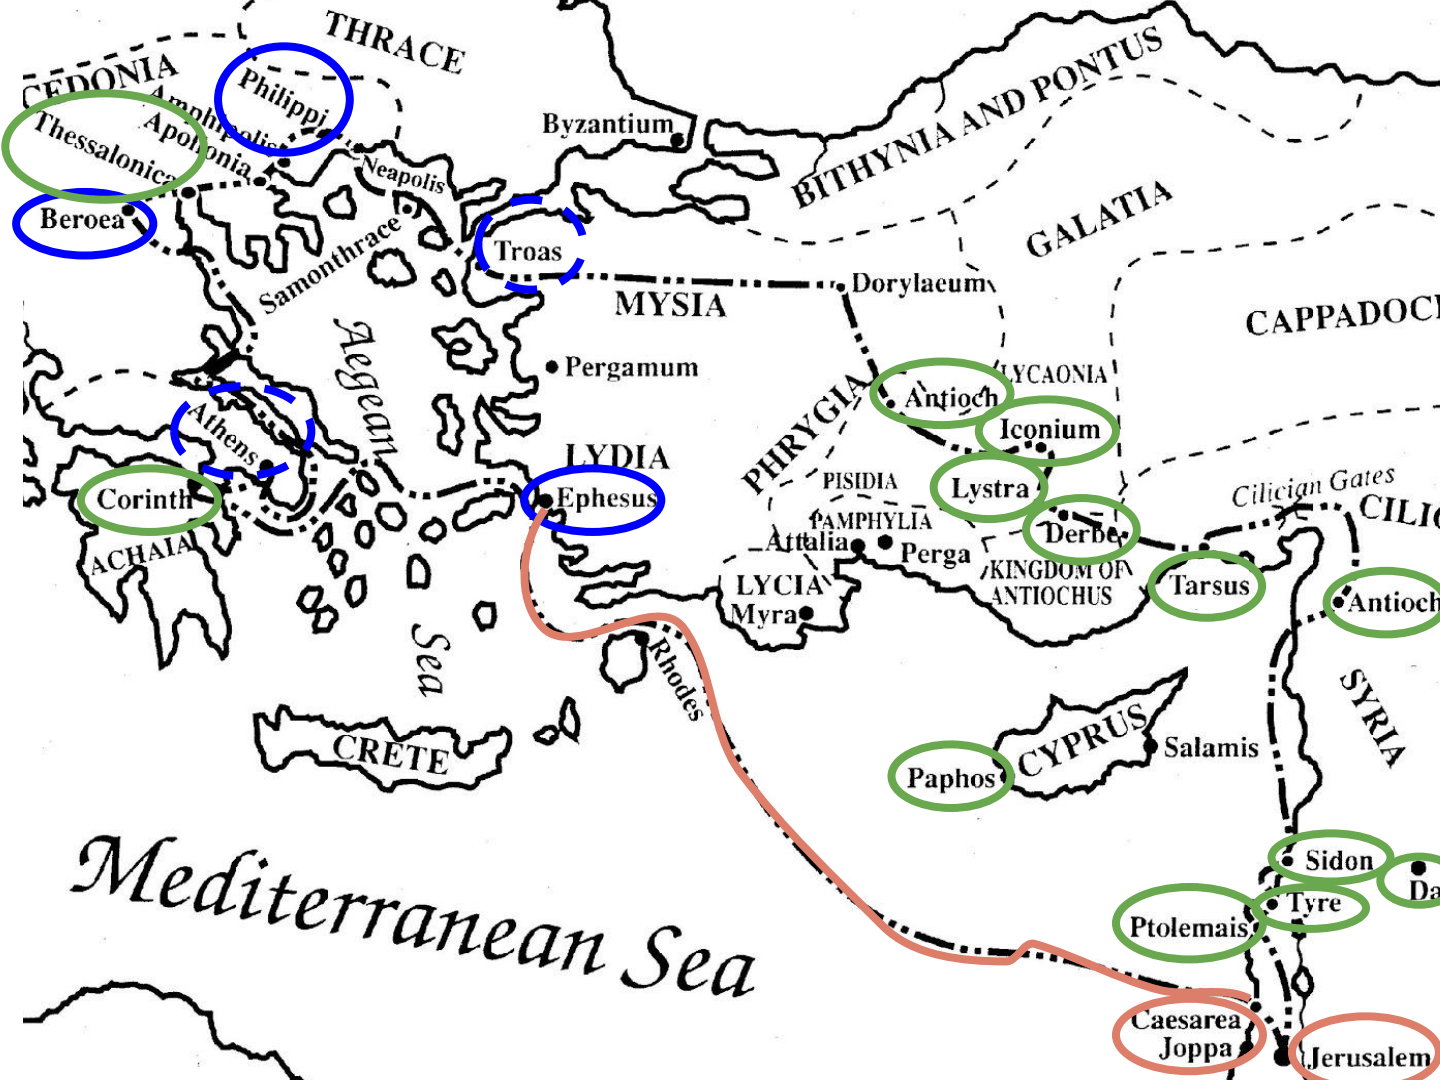 THRACE
CEDONIA
Philippi
Amphipolis
Apollonia
Thessalonica
Neapolis
Beroea
Samonthrace
Byzantium
BITHYNIA AND PONTUS
GALATIA
Troas
Dorylaeum
MYSIA
CAPPADOCI
Aegean
Sea
Pergamum
PHRYGIA
LYCAONIA
Antioch
Iconium
Athens
LYDIA
Lystra
PISIDIA
Cilician Gates
Corinth
Ephesus
CILIC
ACHAIA
PAMPHYLIA
Attalia
Perga
Derbe
KINGDOM OF
ANTIOCHUS
LYCIA
Myra
Tarsus
Antioch
Rhodes
SYRIA
CRETE
CYPRUS
Salamis
Paphos
Mediterranean Sea
Sidon
Da
Tyre
Ptolemais
Caesarea
Joppa
Jerusalem